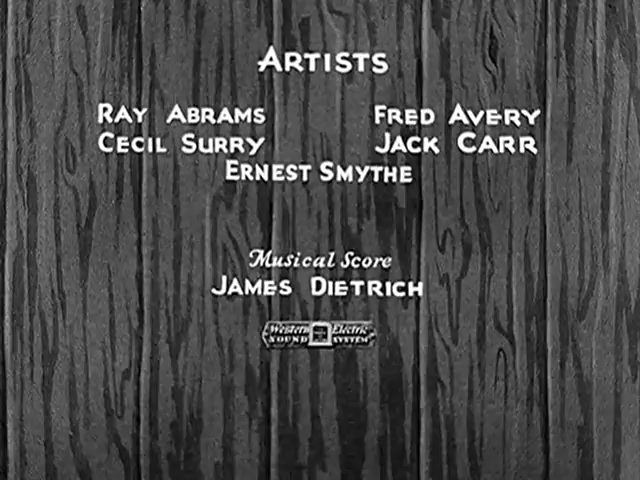 ARTISTS
RAY ABRAMS FRED AVERY
CECIL SURRY JACK CARR
ERNEST SMYTHE
Musical Score
JAMES DIETRICH
Western Electric
SOUND SYSTEM